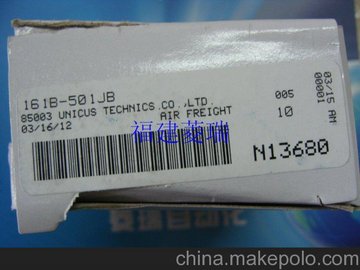 161B-501JB
85003 UNICUS TECHNICS.CO.,LTD. 005
03/16/12 AIR FREIGHT 10
03/15 AM
00001
福建菱瑞
N13680
china.makepolo.com